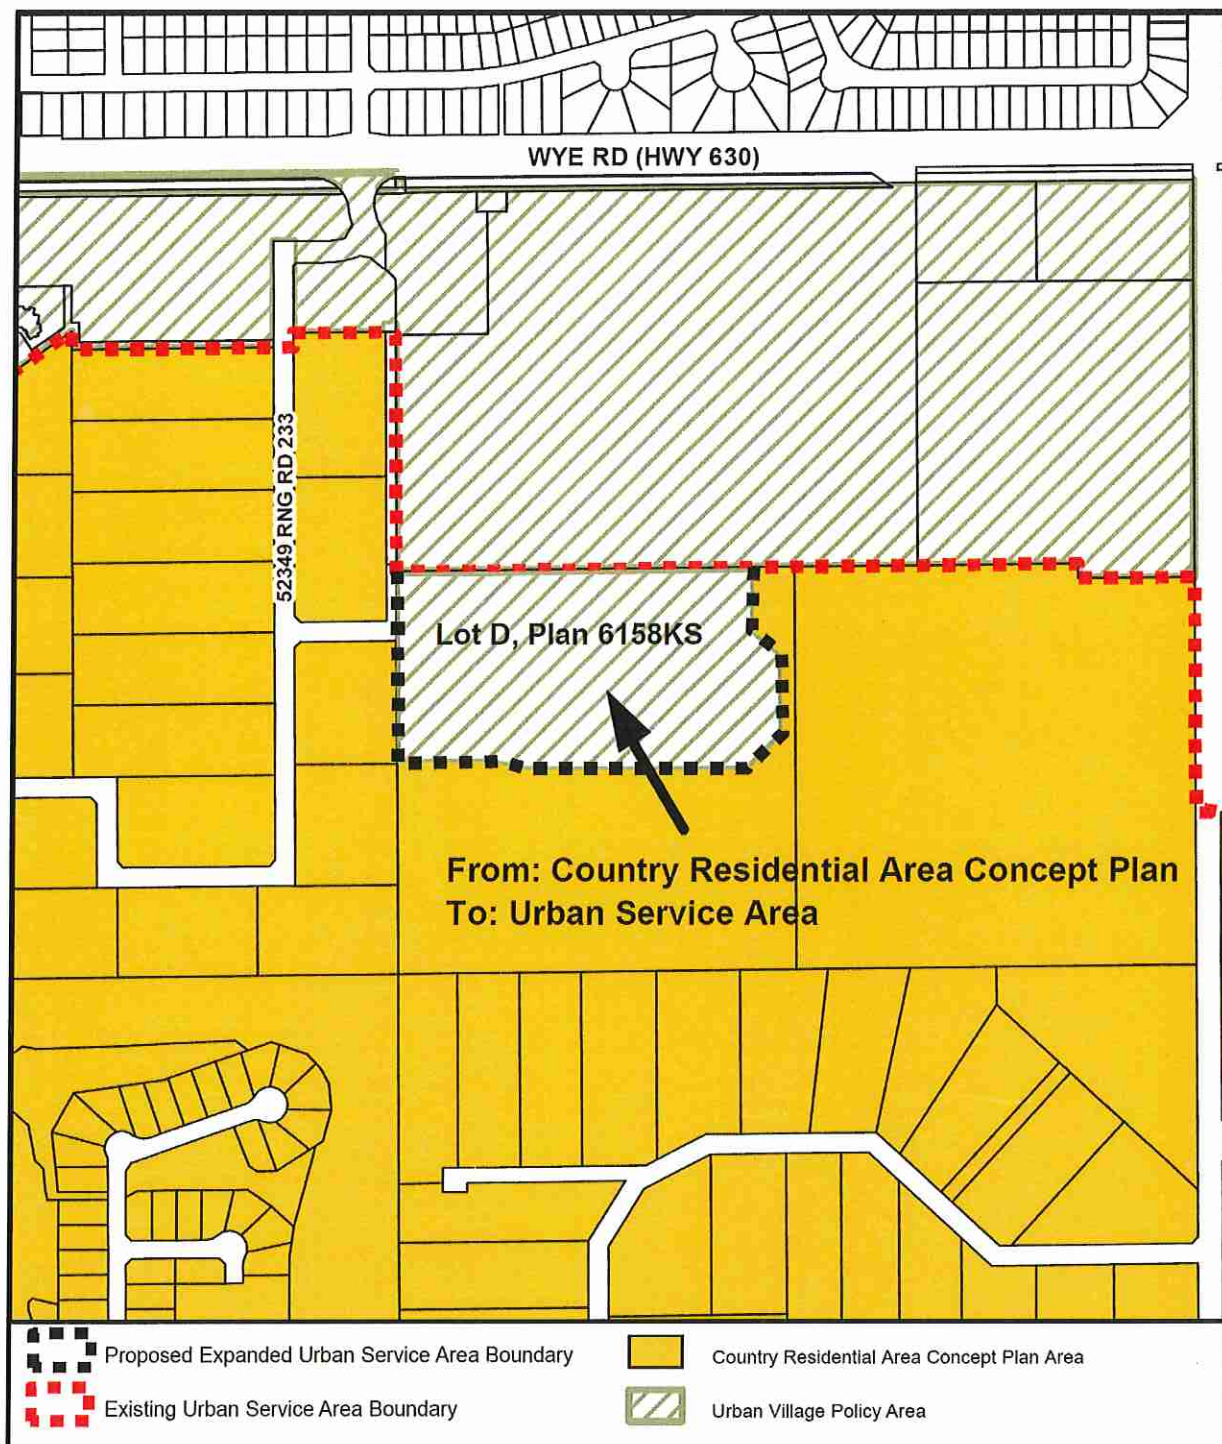 WYE RD (HWY 630)
52349 RNG RD 233
Lot D, Plan 6158KS
From: Country Residential Area Concept Plan
To: Urban Service Area
Proposed Expanded Urban Service Area Boundary
Country Residential Area Concept Plan Area
Existing Urban Service Area Boundary
Urban Village Policy Area